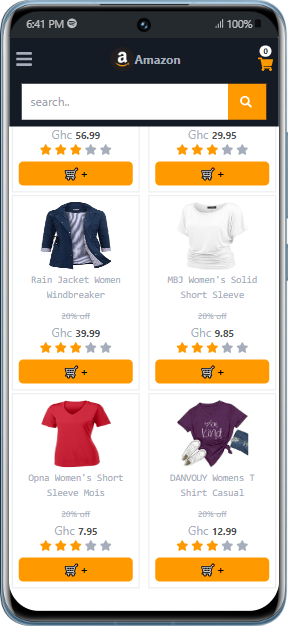 6:41 PM 100%
Amazon
0
search..
Ghc 56.99 Ghc 29.95
+ +
Rain Jacket Women
Windbreaker
20% off
Ghc 39.99
+
MBJ Women's Solid
Short Sleeve
20% off
Ghc 9.85
+
Opna Women's Short
Sleeve Mois
20% off
Ghc 7.95
+
DANVOUY Womens T
Shirt Casual
20% off
Ghc 12.99
+